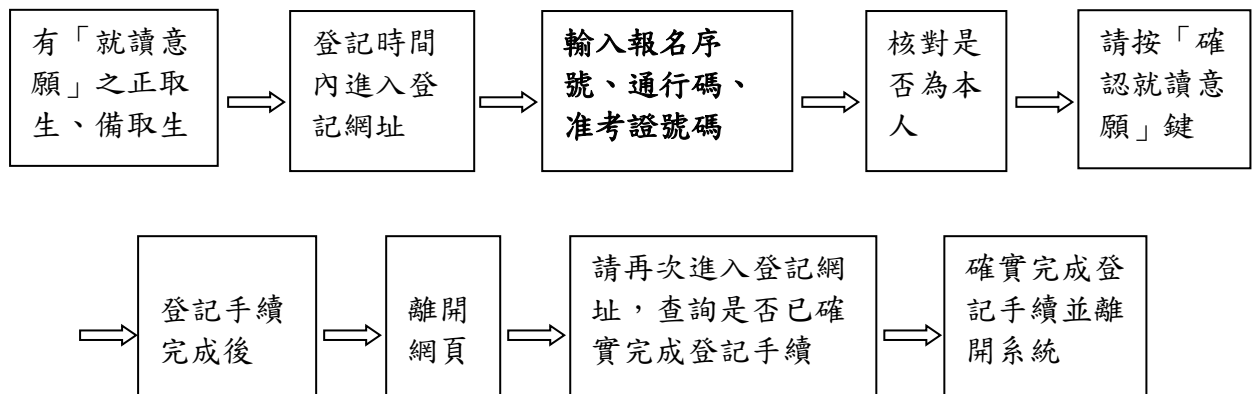 有「就讀意
願」之正取
生、備取生
登記時間
內進入登
記網址
輸入報名序
號、通行碼、
准考證號碼
核對是
否為本
人
請按「確
認就讀意
願」鍵
登記手續
完成後
離開
網頁
請再次進入登記網
址，查詢是否已確
實完成登記手續
確實完成登
記手續並離
開系統